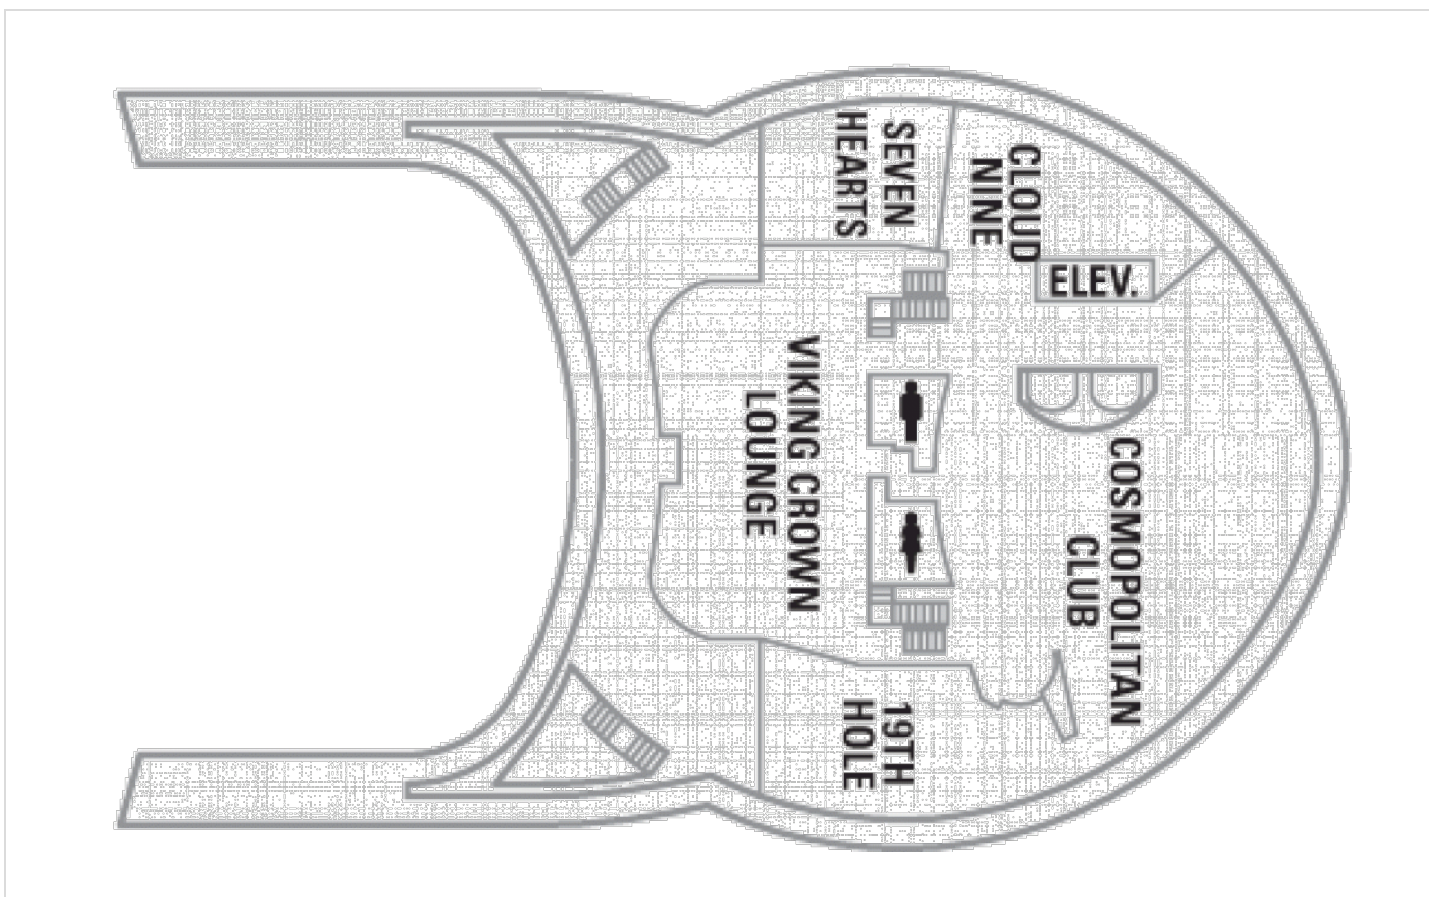 SEVEN
HEARTS
CLOUD
NINE
ELEV.
VIKING CROWN
LOUNGE
COSMOPOLITAN
CLUB
19TH
HOLE